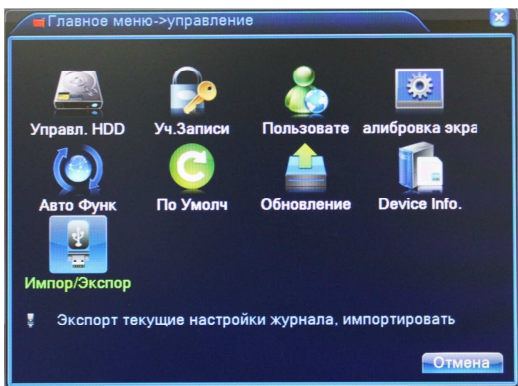 Главное меню->управление
Управл. HDD Уч.Записи Пользовате алибровка экра
Авто Функ По Умолч Обновление Device Info.
Импор/Экспор
Экспорт текущие настройки журнала, импортировать
Отмена